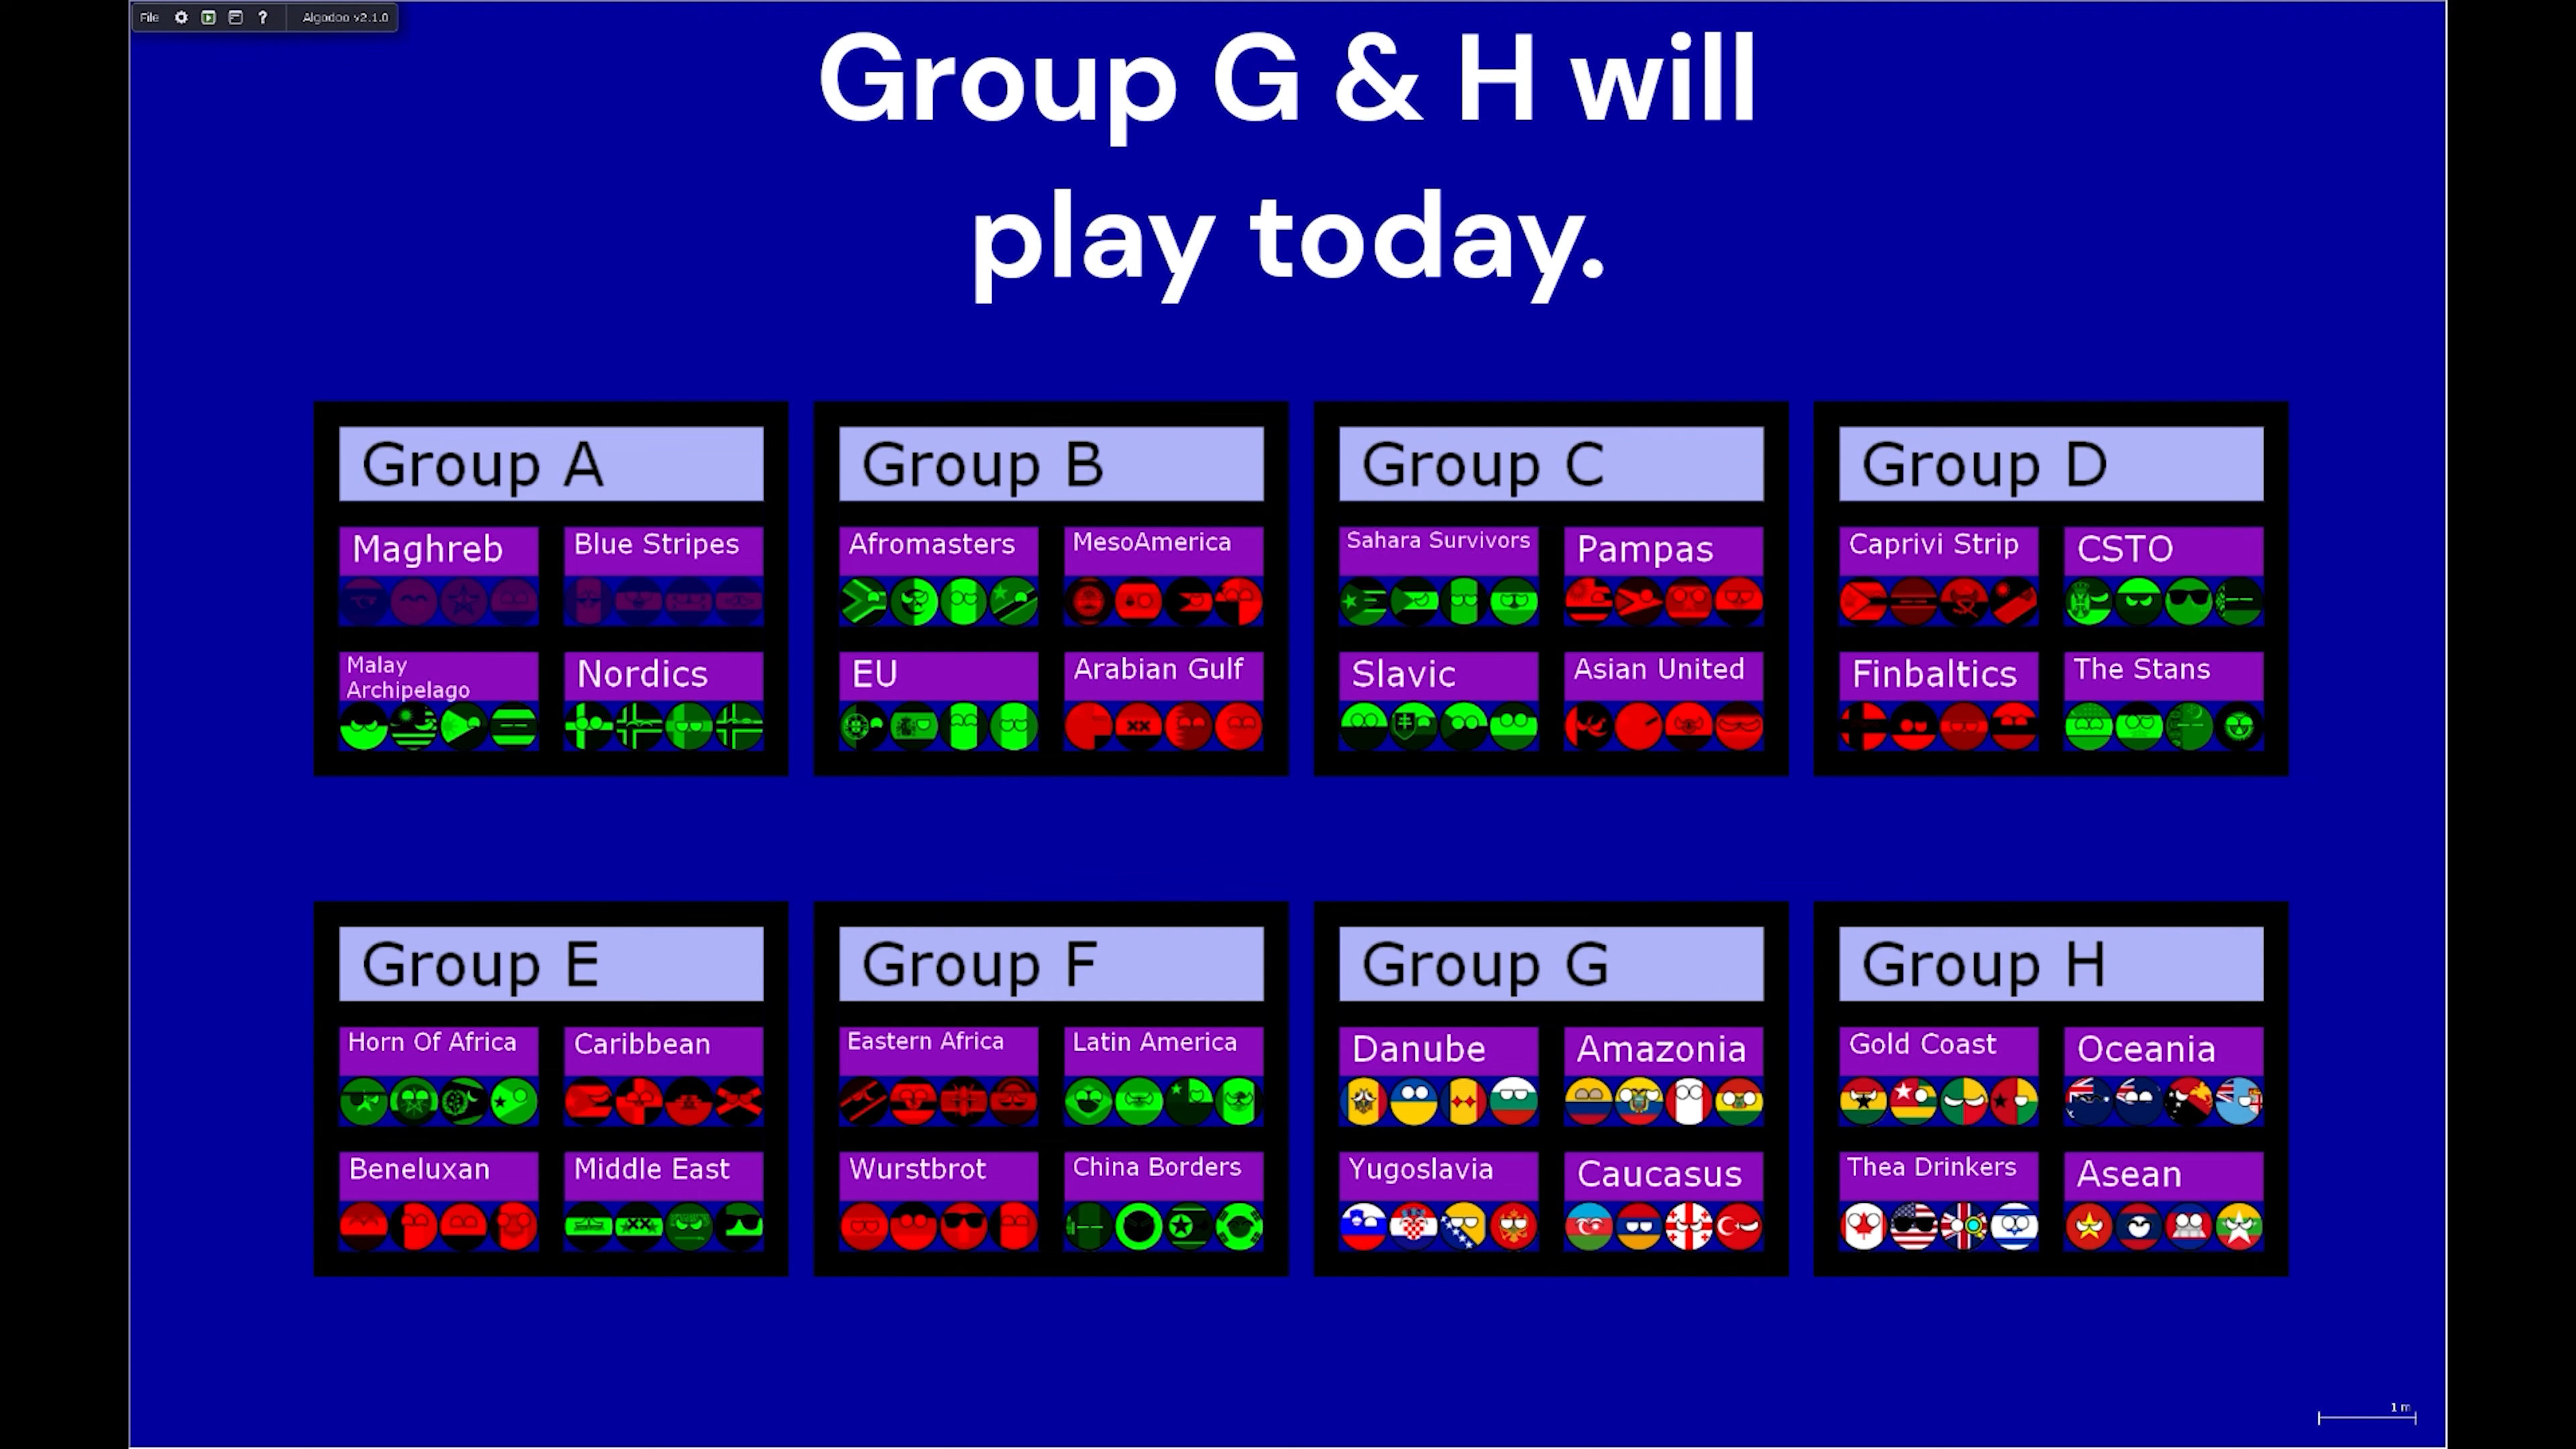 File ? Algodoo v2.1.0
Group G & H will
play today.
Group A
Group B
Group C
Group D
Maghreb
Blue Stripes
Afromasters
MesoAmerica
Sahara Survivors
Pampas
Caprivi Strip
CSTO
Malay
Archipelago
Nordics
EU
Arabian Gulf
Slavic
Asian United
Finbaltics
The Stans
Group E
Group F
Group G
Group H
Horn Of Africa
Caribbean
Eastern Africa
Latin America
Danube
Amazonia
Gold Coast
Oceania
Beneluxan
Middle East
Wurstbrot
China Borders
Yugoslavia
Caucasus
Thea Drinkers
Asean
1 m